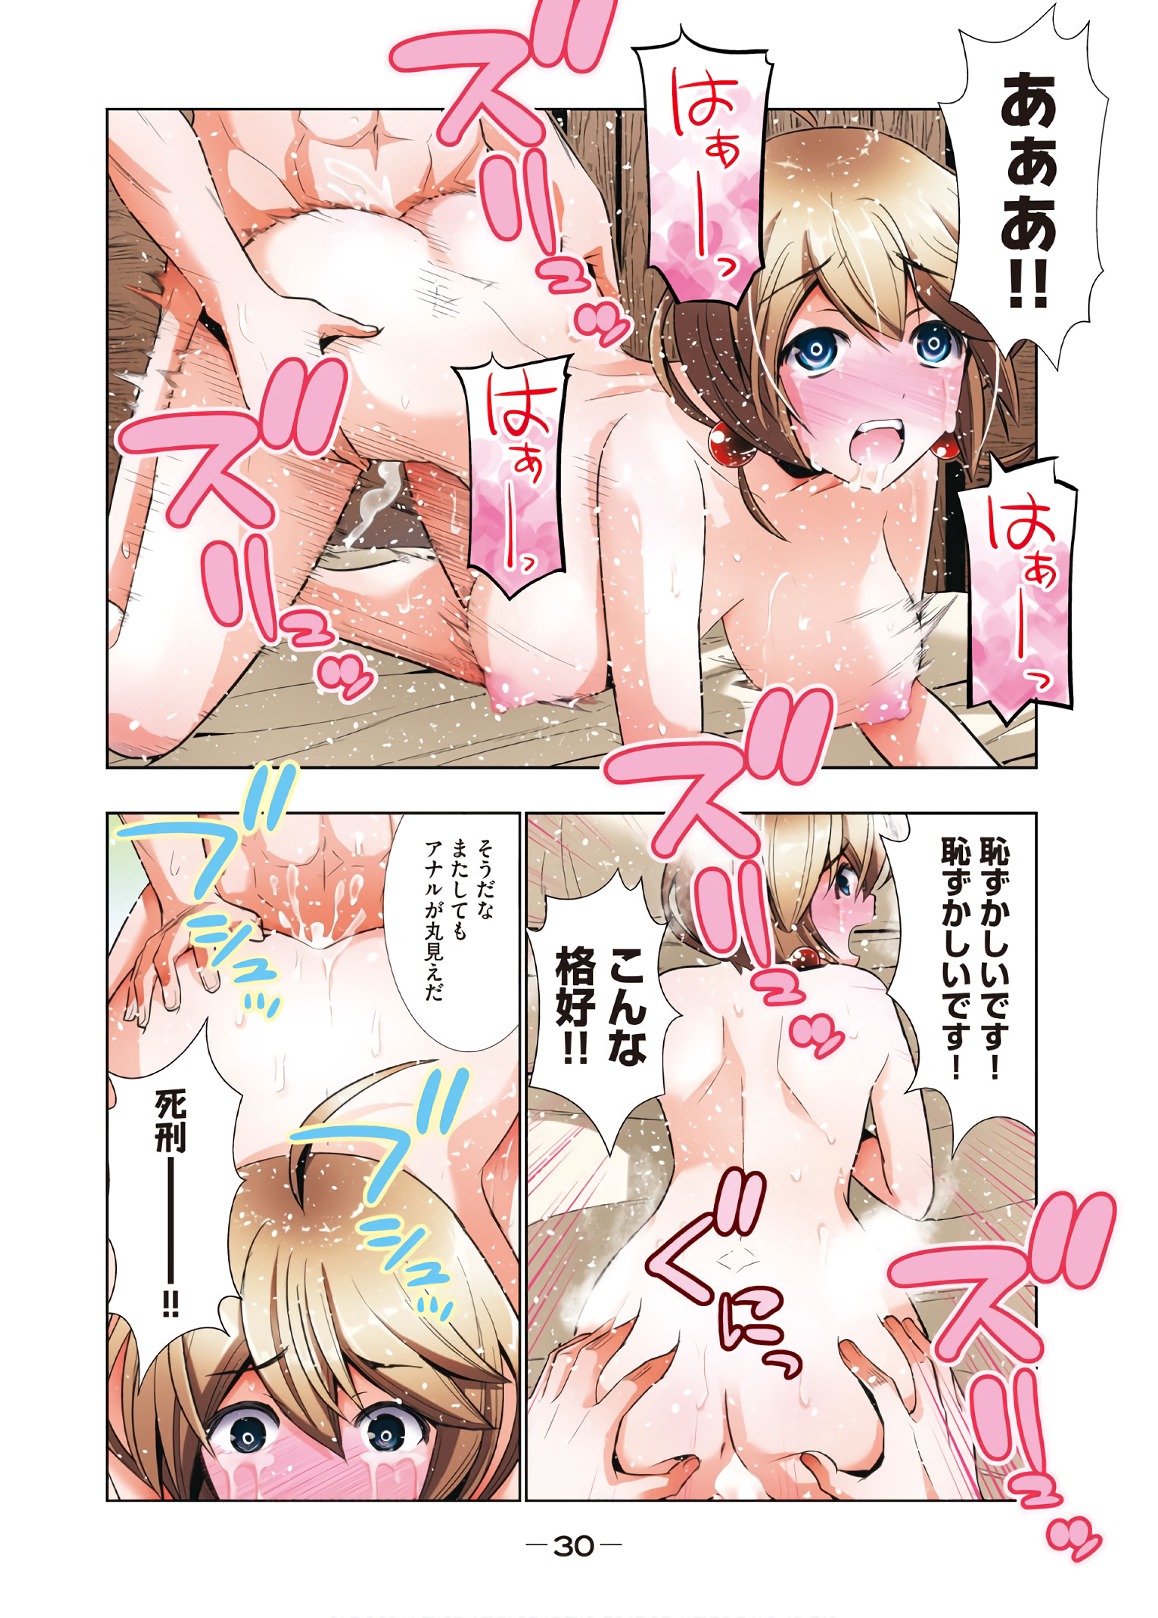 あぁぁあ!!
はぁーっ
はぁーっ
はぁーっ
ズ゙リュッ
ズ゙リュッ
恥ずかしいです！
恥ずかしいです！
こんな
格好!!
ズ゙リュッ
ぐにっ
ズ゙リュッ
そうだな
またしても
アナルが丸見えだ
ブシュッ
ブシュッ
死刑――!!
—30—